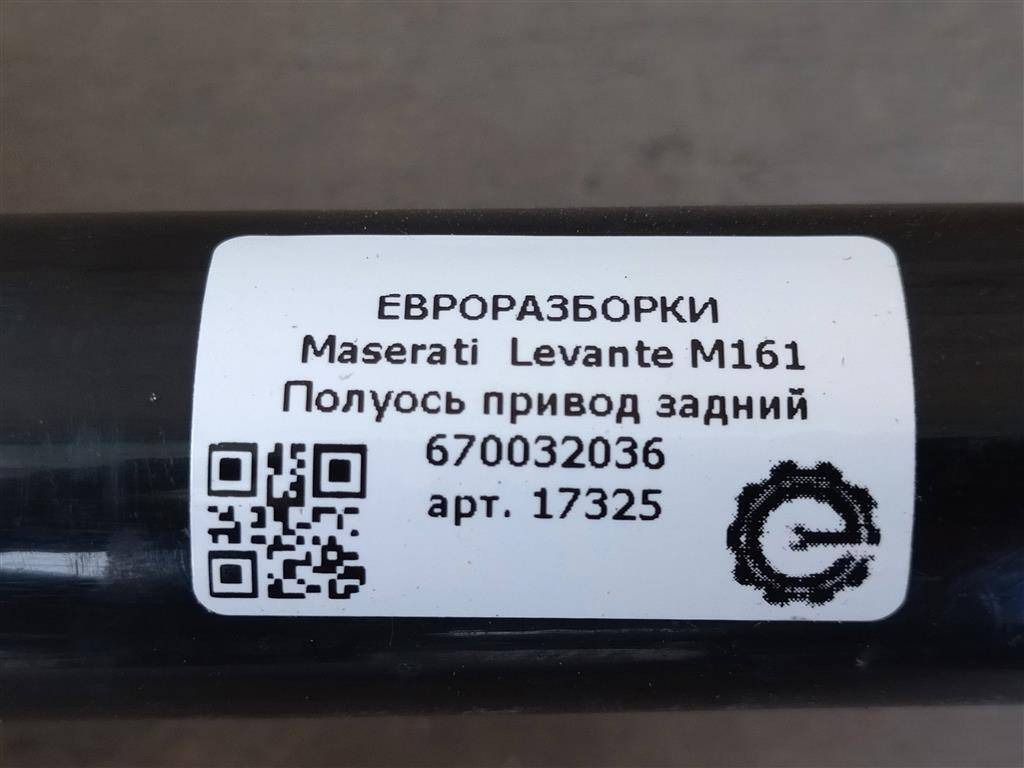 ЕВРОРАЗБОРКИ
Maserati Levante M161
Полуось привод задний
670032036
арт. 17325